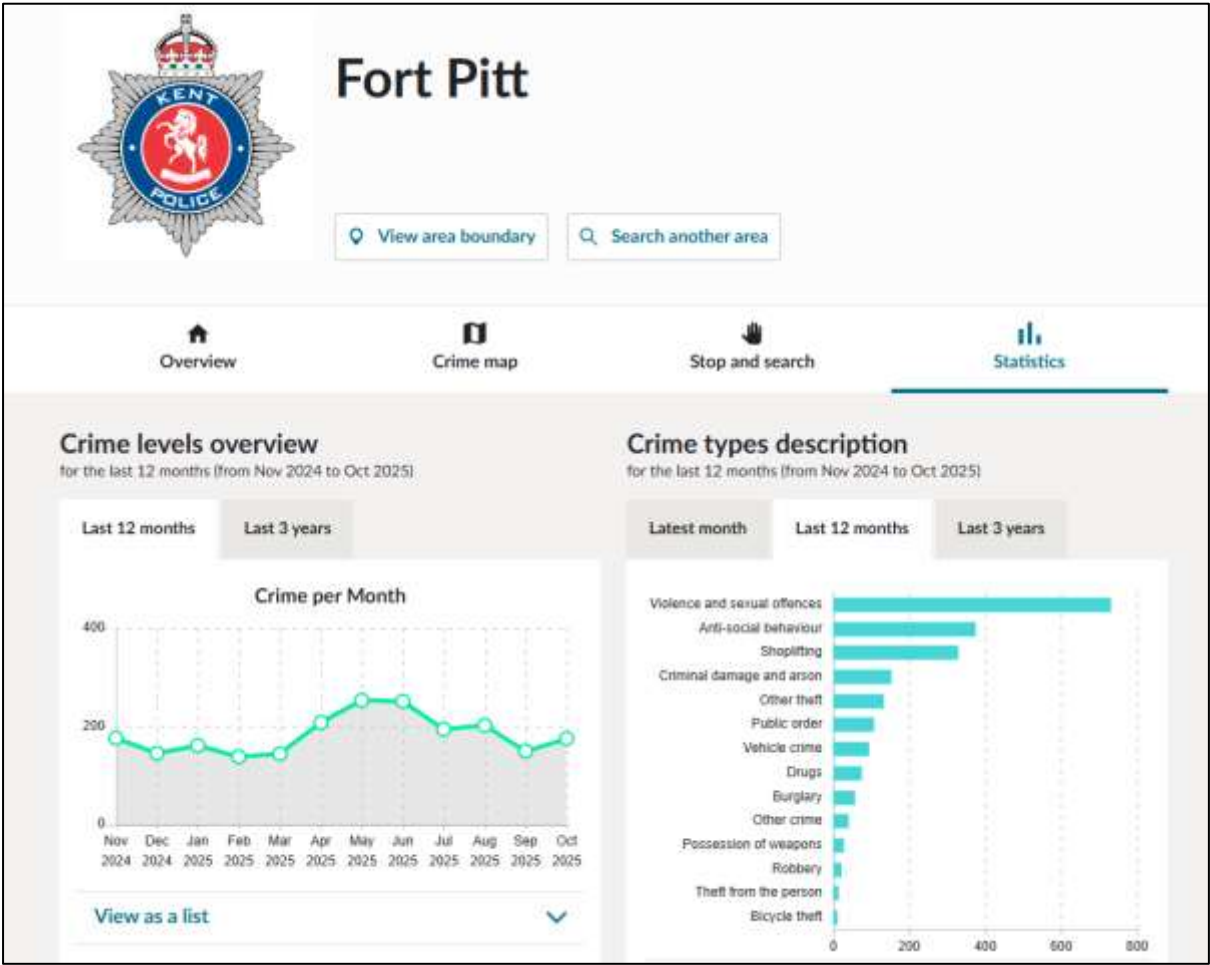 KENT
POLICE
Fort Pitt
View area boundary
Search another area
Overview
Crime map
Stop and search
Statistics
Crime levels overview
for the last 12 months (from Nov 2024 to Oct 2025)
Last 12 months
Last 3 years
Crime per Month
400
200
0
Nov Dec Jan Feb Mar Apr May Jun Jul Aug Sep Oct
2024 2024 2025 2025 2025 2025 2025 2025 2025 2025 2025 2025
View as a list
Crime types description
for the last 12 months (from Nov 2024 to Oct 2025)
Latest month
Last 12 months
Last 3 years
Violence and sexual offences
Anti-social behaviour
Shoplifting
Criminal damage and arson
Other theft
Public order
Vehicle crime
Drugs
Burglary
Other crime
Possession of weapons
Robbery
Theft from the person
Bicycle theft
0 200 400 600 800